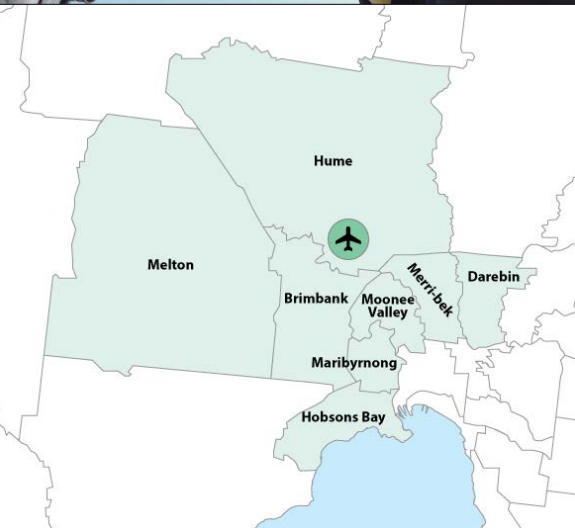 Hume
Melton
Merri-bek
Darebin
Brimbank
Moonee
Valley
Maribyrnong
Hobsons Bay